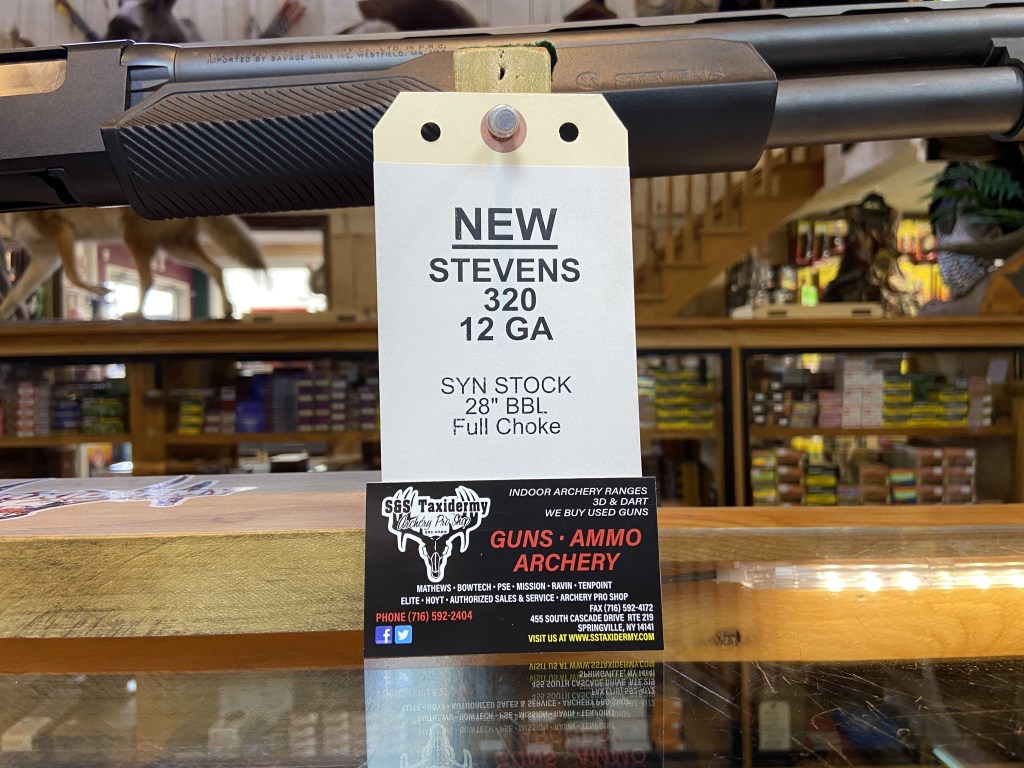 IMPORTED BY SAVAGE ARMS INC. WESTFIELD, MA
STEVENS
NEW
STEVENS
320
12 GA
SYN STOCK
28" BBL
Full Choke
S&S Taxidermy
Archery Pro Shop
INDOOR ARCHERY RANGES
3D & DART
WE BUY USED GUNS
GUNS · AMMO
ARCHERY
MATHEWS · BOWTECH · PSE · MISSION · RAVIN · TENPOINT
ELITE · HOYT · AUTHORIZED SALES & SERVICE · ARCHERY PRO SHOP
PHONE (716) 592-2404
FAX (716) 592-4172
455 SOUTH CASCADE DRIVE RTE 219
SPRINGVILLE, NY 14141
VISIT US AT WWW.SSTAXIDERMY.COM